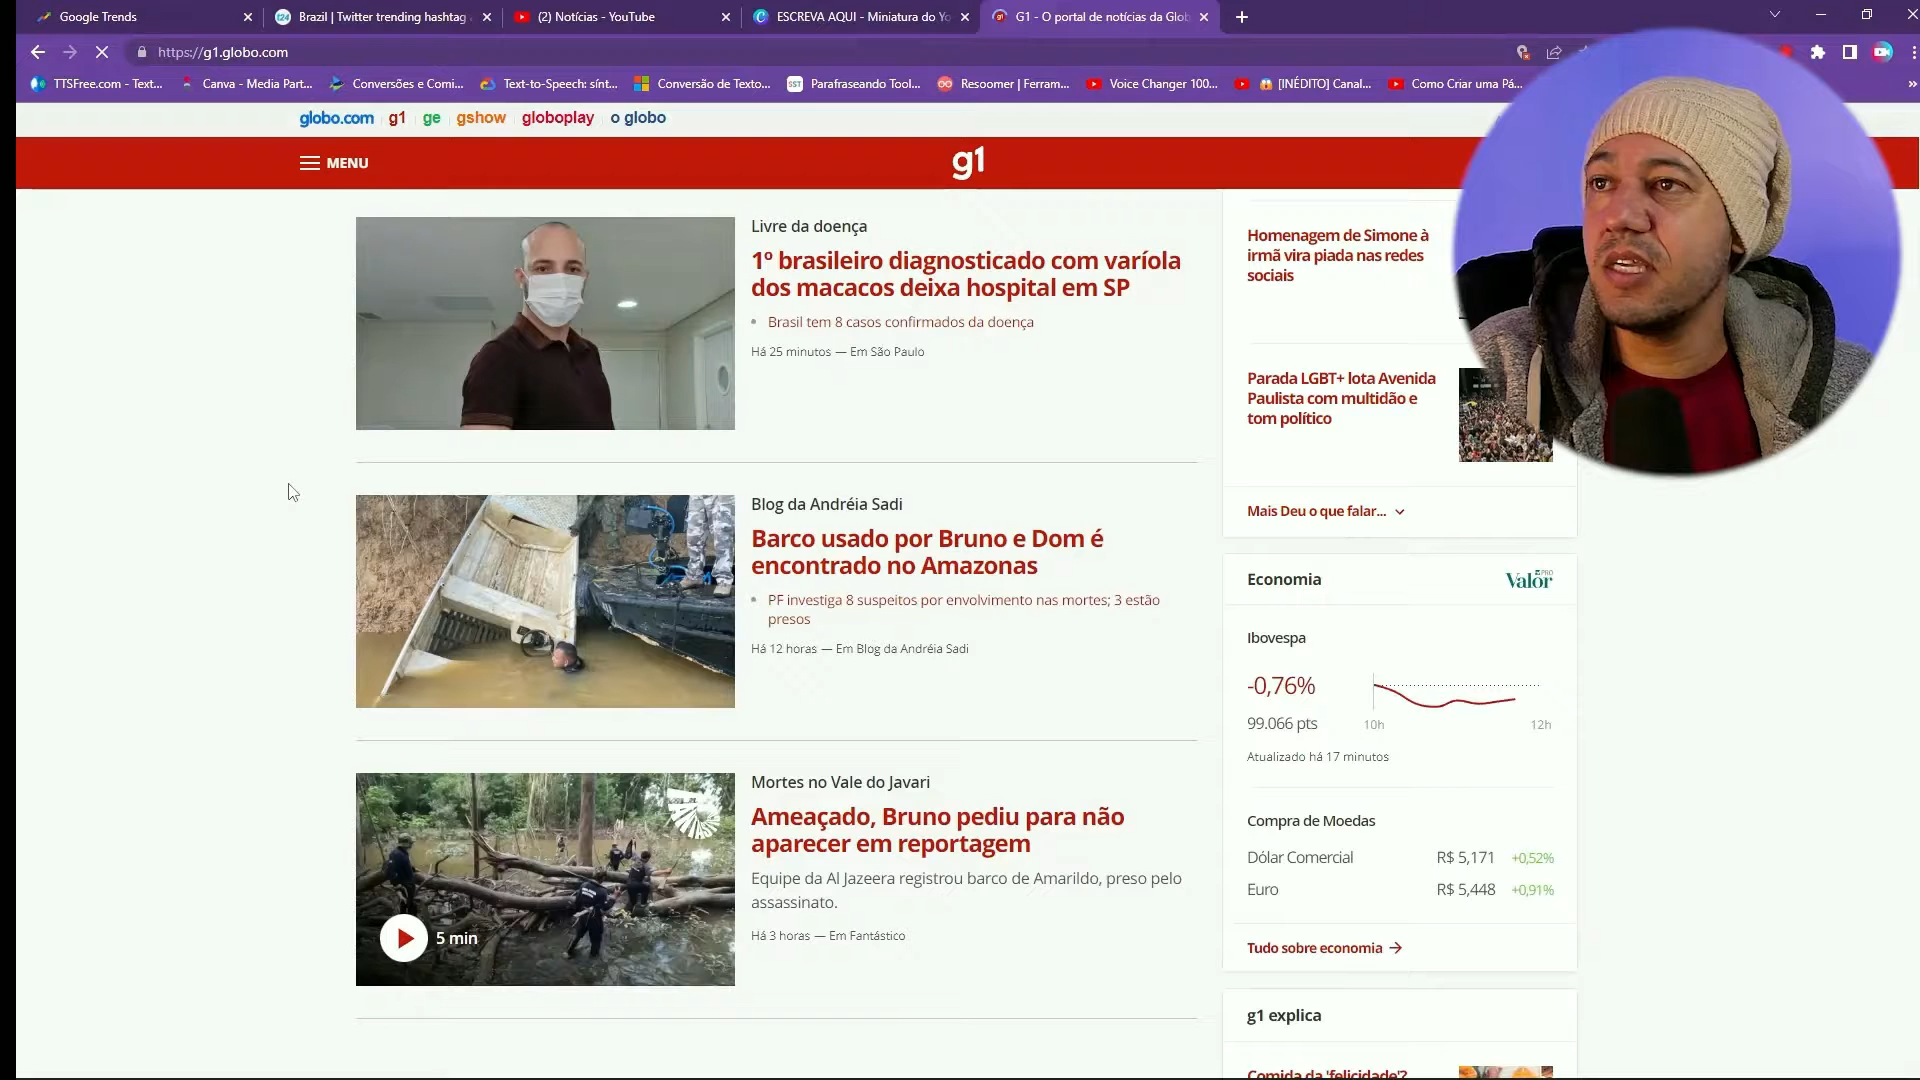 Google Trends
Brazil | Twitter trending hashtag
(2) Notícias - YouTube
ESCREVA AQUI - Miniatura do Yo
G1 - O portal de notícias da Glob
https://g1.globo.com
TTSFree.com - Text...
Canva - Media Part...
Conversões e Comi...
Text-to-Speech: sínt...
Conversão de Texto...
Parafraseando Tool...
Resoomer | Ferram...
Voice Changer 100...
[INÉDITO] Canal...
Como Criar uma Pá...
globo.com g1 ge gshow globoplay o globo
MENU
g1
Livre da doença
1º brasileiro diagnosticado com varíola
dos macacos deixa hospital em SP
Brasil tem 8 casos confirmados da doença
Há 25 minutos — Em São Paulo
Blog da Andréia Sadi
Barco usado por Bruno e Dom é
encontrado no Amazonas
PF investiga 8 suspeitos por envolvimento nas mortes; 3 estão
presos
Há 12 horas — Em Blog da Andréia Sadi
Mortes no Vale do Javari
Ameaçado, Bruno pediu para não
aparecer em reportagem
Equipe da Al Jazeera registrou barco de Amarildo, preso pelo
assassinato.
Há 3 horas — Em Fantástico
5 min
Homenagem de Simone à
irmã vira piada nas redes
sociais
Parada LGBT+ lota Avenida
Paulista com multidão e
tom político
Mais Deu o que falar...
Economia
Valor PRO
Ibovespa
-0,76%
99.066 pts
10h 12h
Atualizado há 17 minutos
Compra de Moedas
Dólar Comercial R$ 5,171 +0,52%
Euro R$ 5,448 +0,91%
Tudo sobre economia
g1 explica
Comida da 'felicidade'?